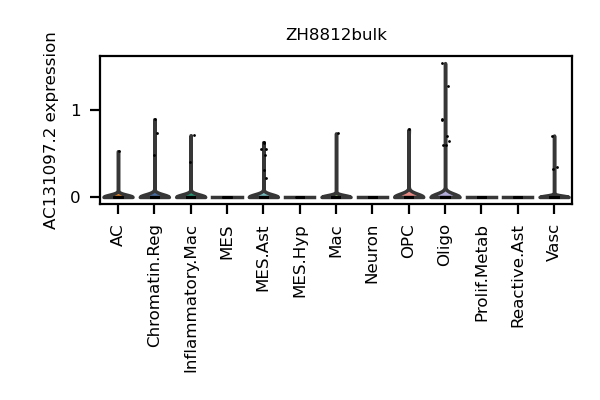 ZH8812bulk
AC131097.2 expression
1
0
AC
Chromatin.Reg
Inflammatory.Mac
MES
MES.Ast
MES.Hyp
Mac
Neuron
OPC
Oligo
Prolif.Metab
Reactive.Ast
Vasc